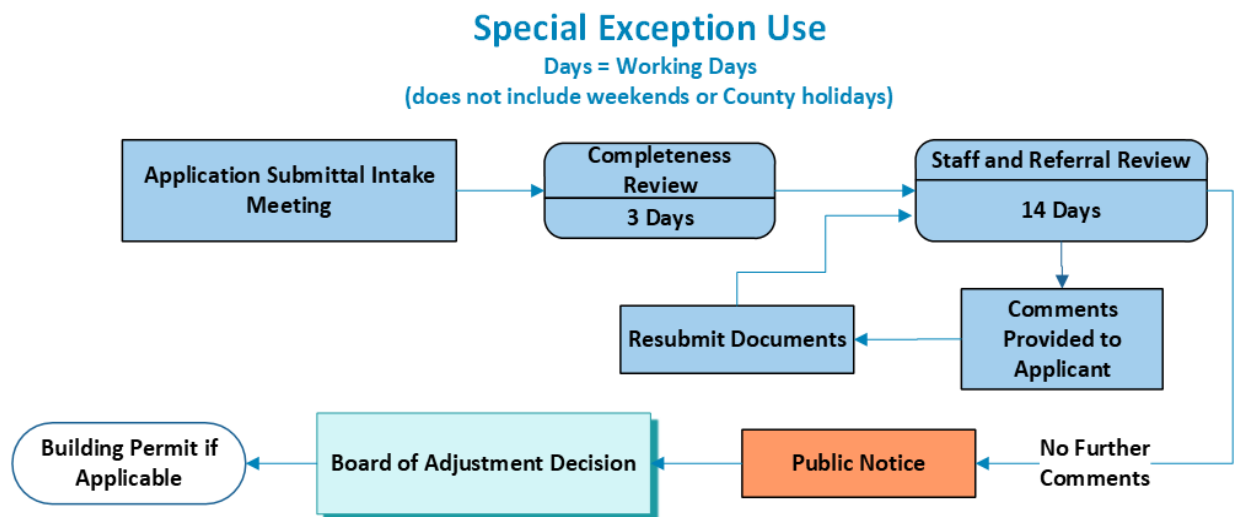 Special Exception Use
Days = Working Days
(does not include weekends or County holidays)
Application Submittal Intake
Meeting
Completeness
Review
3 Days
Staff and Referral Review
14 Days
Comments
Provided to
Applicant
Resubmit Documents
No Further
Comments
Public Notice
Board of Adjustment Decision
Building Permit if
Applicable